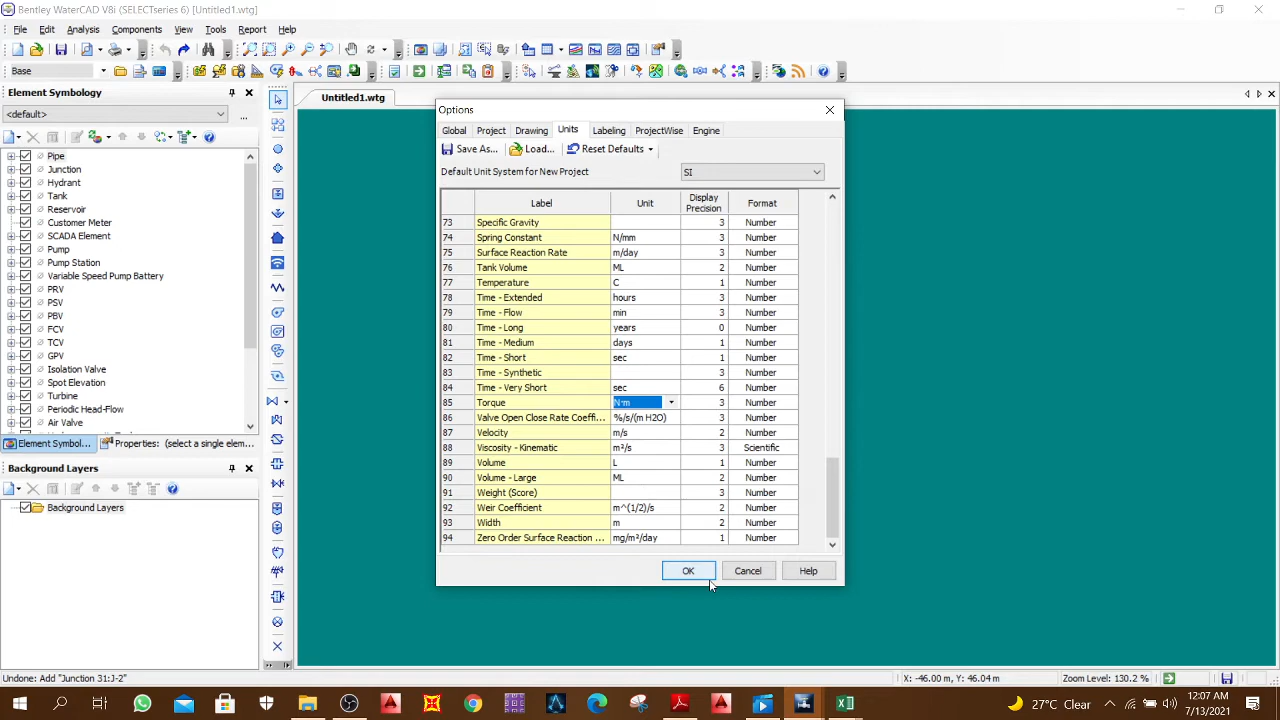 Bentley WaterCAD V8i (SELECTseries 6) [Untitled1.wtg]
File Edit Analysis Components View Tools Report Help
Base
Element Symbology
<default>
...
Pipe
Junction
Hydrant
Tank
Reservoir
Customer Meter
SCADA Element
Pump
Pump Station
Variable Speed Pump Battery
PRV
PSV
PBV
FCV
TCV
GPV
Isolation Valve
Spot Elevation
Turbine
Periodic Head-Flow
Air Valve
Element Symbol... Properties: (select a single elem...
Background Layers
Background Layers
Untitled1.wtg
Options
Global Project Drawing Units Labeling ProjectWise Engine
Save As... Load... Reset Defaults
Default Unit System for New Project SI
Label Unit Display Precision Format
73 Specific Gravity 3 Number
74 Spring Constant N/mm 3 Number
75 Surface Reaction Rate m/day 3 Number
76 Tank Volume ML 2 Number
77 Temperature C 1 Number
78 Time - Extended hours 3 Number
79 Time - Flow min 3 Number
80 Time - Long years 0 Number
81 Time - Medium days 1 Number
82 Time - Short sec 1 Number
83 Time - Synthetic 3 Number
84 Time - Very Short sec 6 Number
85 Torque N·m 3 Number
86 Valve Open Close Rate Coeffi... %/s/(m H2O) 3 Number
87 Velocity m/s 2 Number
88 Viscosity - Kinematic m²/s 3 Scientific
89 Volume L 1 Number
90 Volume - Large ML 2 Number
91 Weight (Score) 3 Number
92 Weir Coefficient m^(1/2)/s 2 Number
93 Width m 2 Number
94 Zero Order Surface Reaction ... mg/m²/day 1 Number
OK Cancel Help
Undone: Add "Junction 31:J-2" X: -46.00 m, Y: 46.04 m Zoom Level: 130.2 %
27°C Clear 12:07 AM
7/13/2021